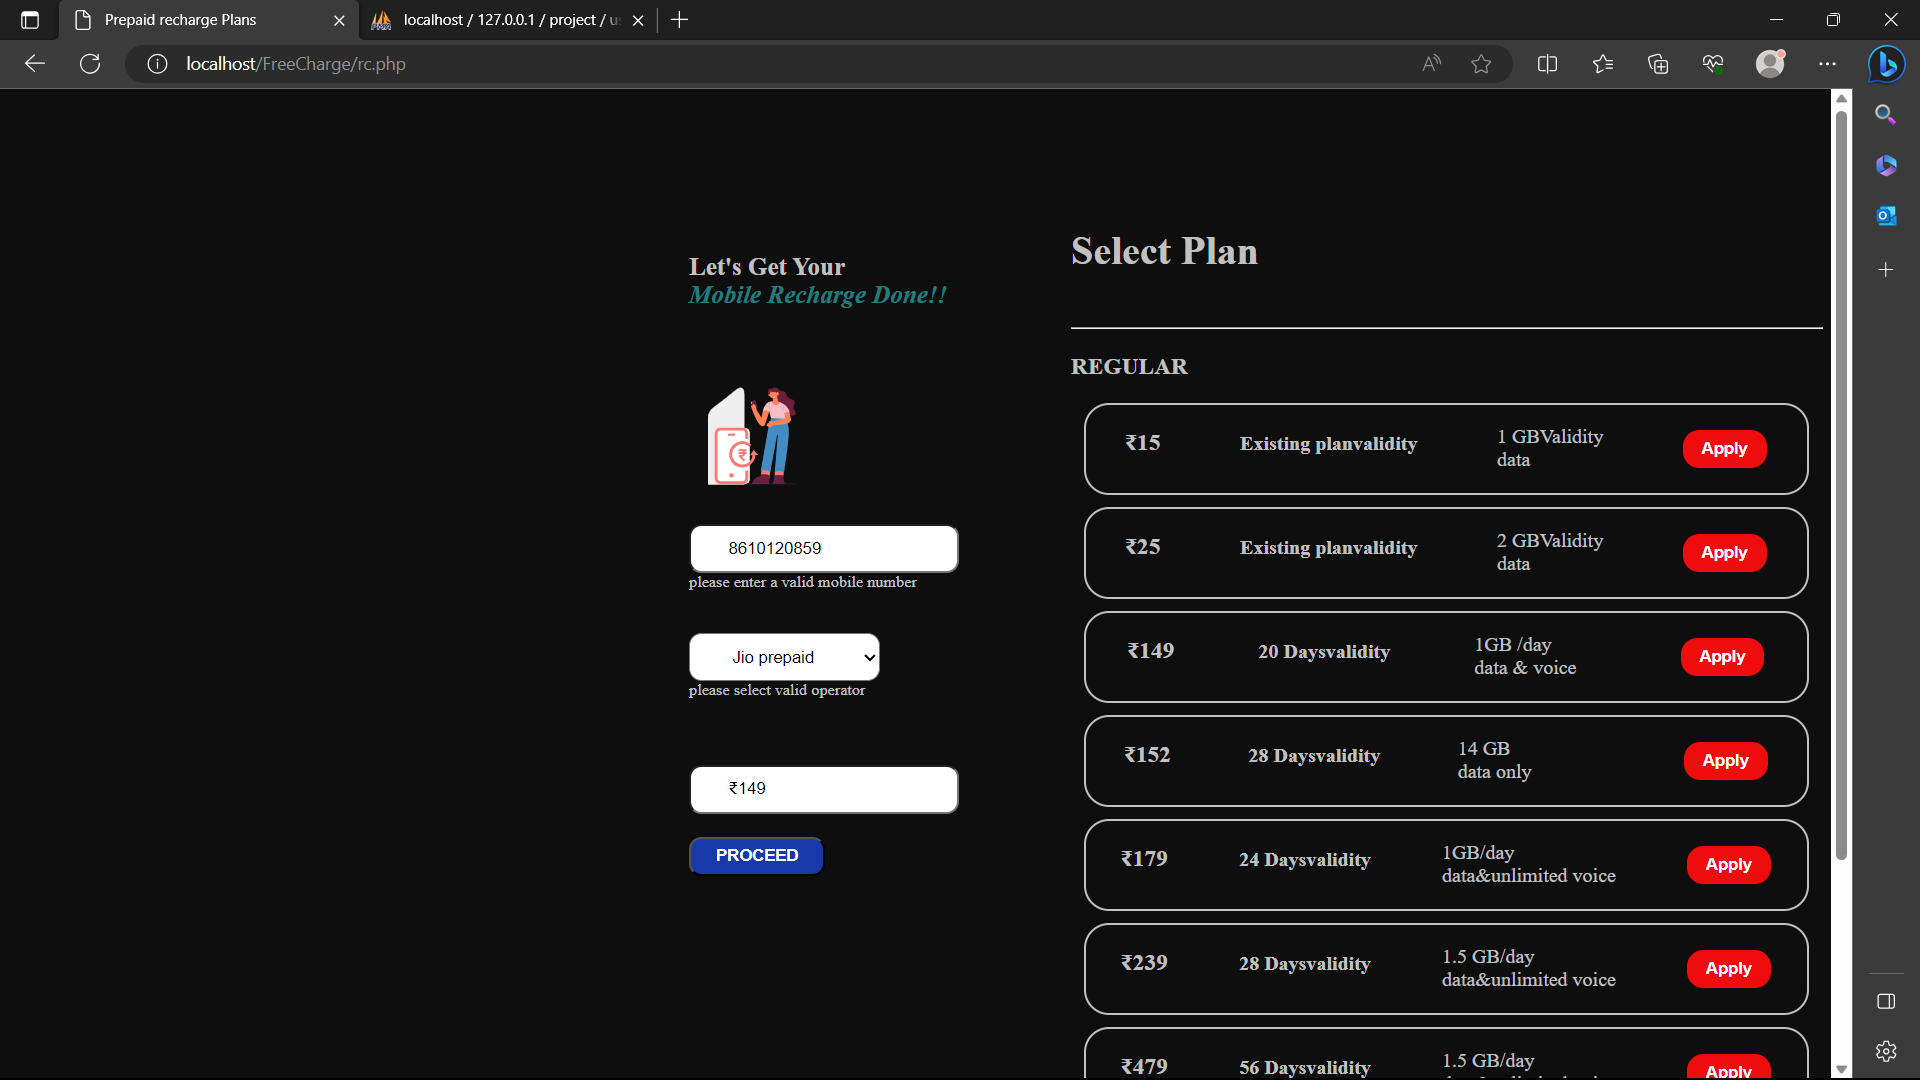 Prepaid recharge Plans
localhost / 127.0.0.1 / project / u
localhost/FreeCharge/rc.php
Let's Get Your
Mobile Recharge Done!!
₹
8610120859
please enter a valid mobile number
Jio prepaid
please select valid operator
₹149
PROCEED
Select Plan
REGULAR
₹15 Existing planvalidity 1 GBValidity
data
Apply
₹25 Existing planvalidity 2 GBValidity
data
Apply
₹149 20 Daysvalidity 1GB /day
data & voice
Apply
₹152 28 Daysvalidity 14 GB
data only
Apply
₹179 24 Daysvalidity 1GB/day
data&unlimited voice
Apply
₹239 28 Daysvalidity 1.5 GB/day
data&unlimited voice
Apply
₹479 56 Daysvalidity 1.5 GB/day
Apply